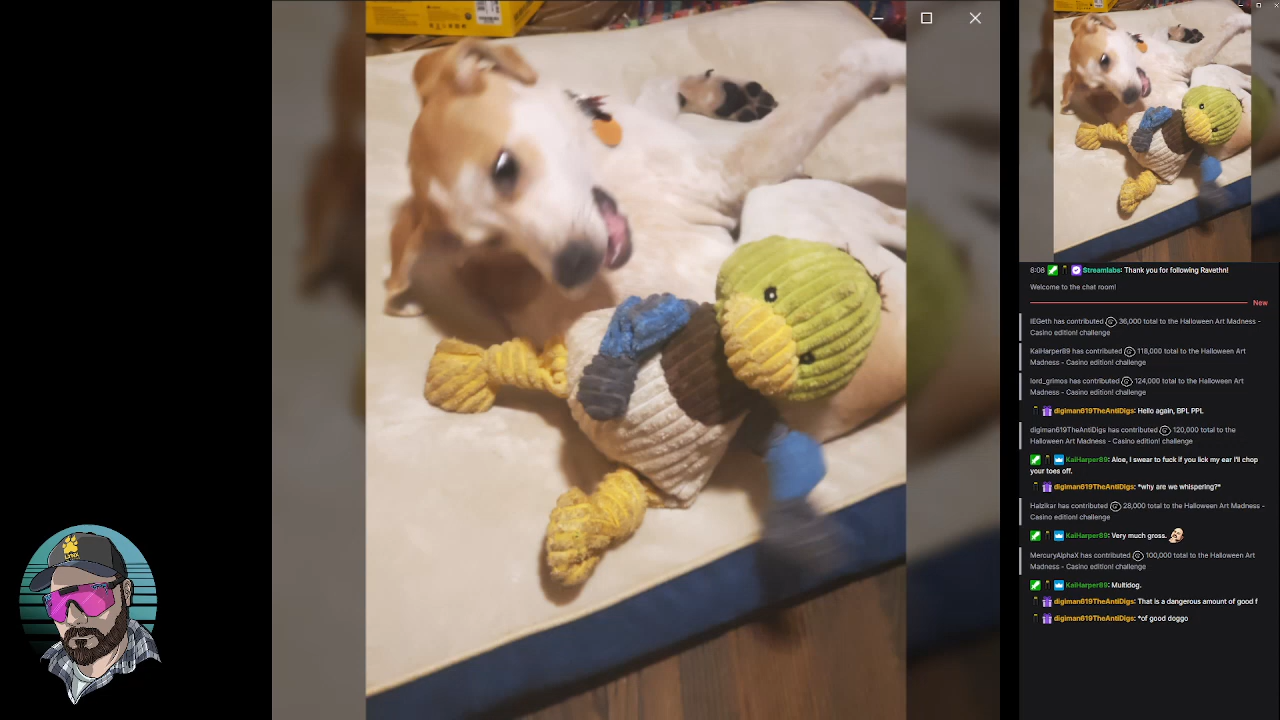 LYNX
8:08 Streamlabs: Thank you for following Ravethn!
Welcome to the chat room!
New
IEGeth has contributed 36,000 total to the Halloween Art Madness -
Casino edition! challenge
KaiHarper89 has contributed 118,000 total to the Halloween Art
Madness - Casino edition! challenge
lord_grimos has contributed 124,000 total to the Halloween Art
Madness - Casino edition! challenge
digiman619TheAntiDigs: Hello again, BPL PPL
digiman619TheAntiDigs has contributed 120,000 total to the
Halloween Art Madness - Casino edition! challenge
KaiHarper89: Aloe, I swear to fuck if you lick my ear I'll chop
your toes off.
digiman619TheAntiDigs: *why are we whispering?*
Halzikar has contributed 28,000 total to the Halloween Art Madness -
Casino edition! challenge
KaiHarper89: Very much gross.
MercuryAlphaX has contributed 100,000 total to the Halloween Art
Madness - Casino edition! challenge
KaiHarper89: Multidog.
digiman619TheAntiDigs: That is a dangerous amount of good f
digiman619TheAntiDigs: *of good doggo